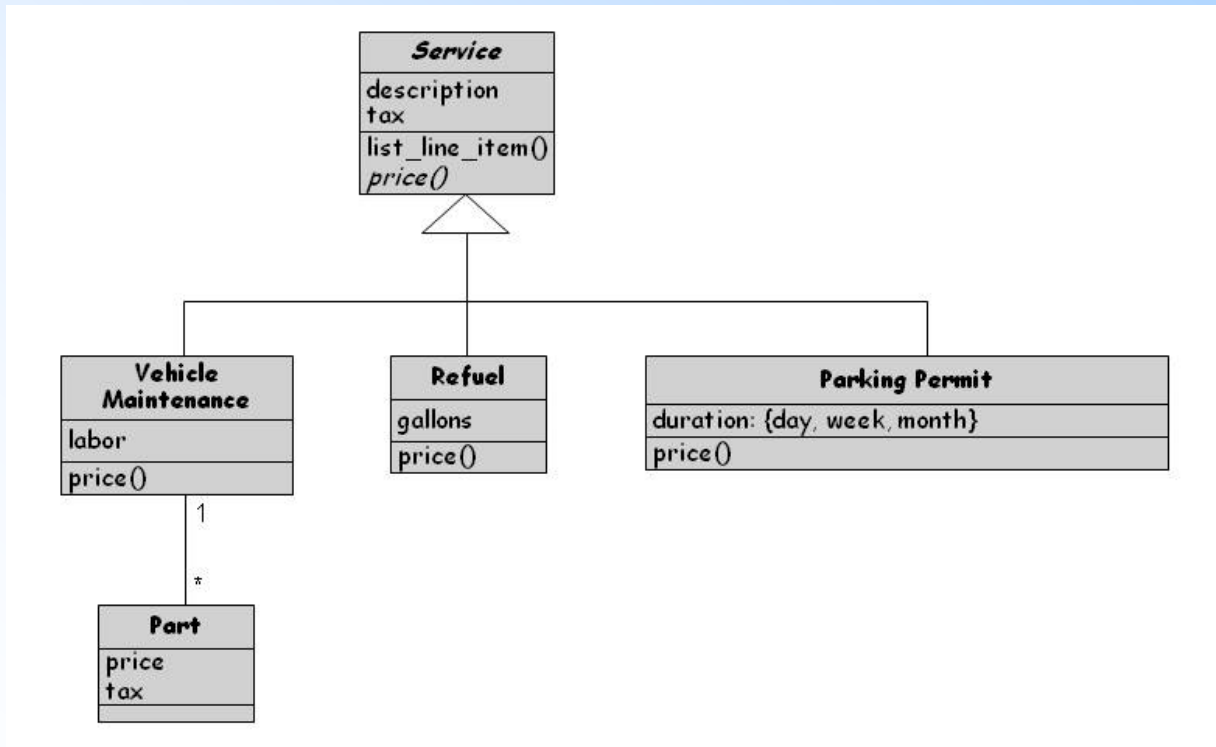 Service
description
tax
list_line_item()
price()
Vehicle
Maintenance
labor
price()
1
*
Part
price
tax
Refuel
gallons
price()
Parking Permit
duration: {day, week, month}
price()